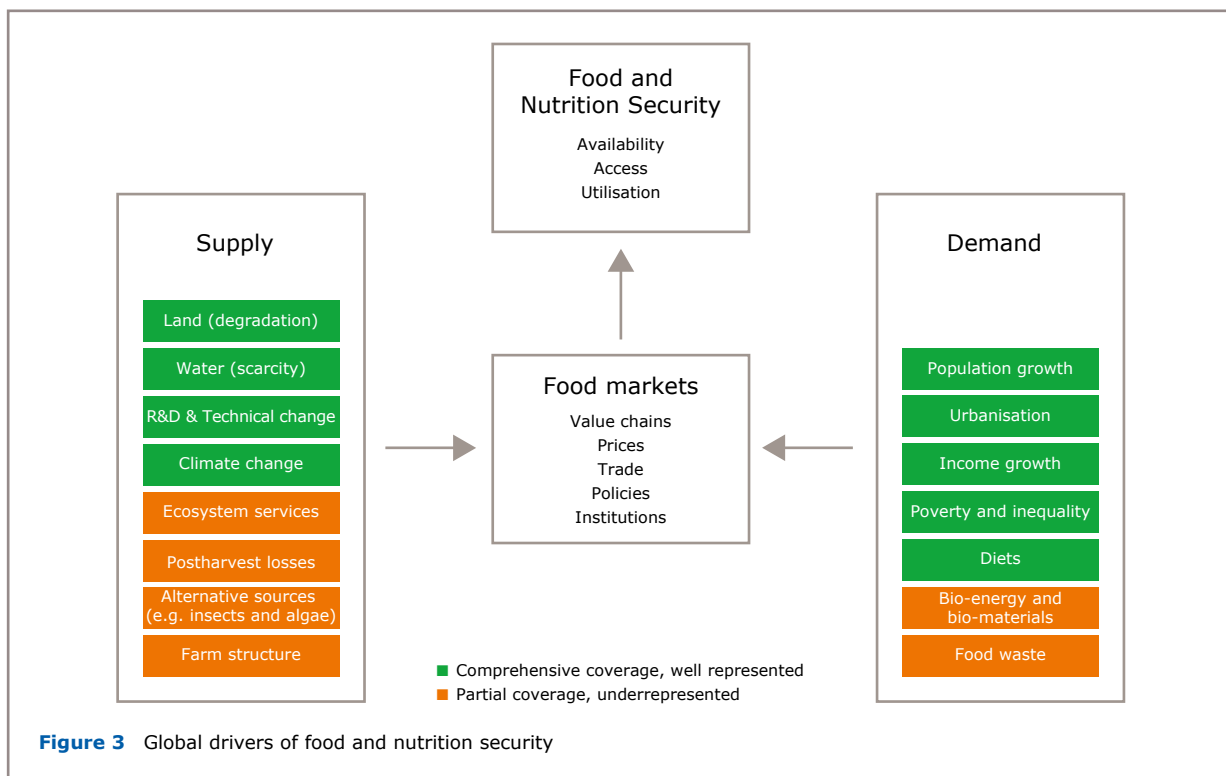 Food and
Nutrition Security
Availability
Access
Utilisation
Supply
Land (degradation)
Water (scarcity)
R&D & Technical change
Climate change
Ecosystem services
Postharvest losses
Alternative sources
(e.g. insects and algae)
Farm structure
Food markets
Value chains
Prices
Trade
Policies
Institutions
Demand
Population growth
Urbanisation
Income growth
Poverty and inequality
Diets
Bio-energy and
bio-materials
Food waste
Comprehensive coverage, well represented
Partial coverage, underrepresented
Figure 3 Global drivers of food and nutrition security